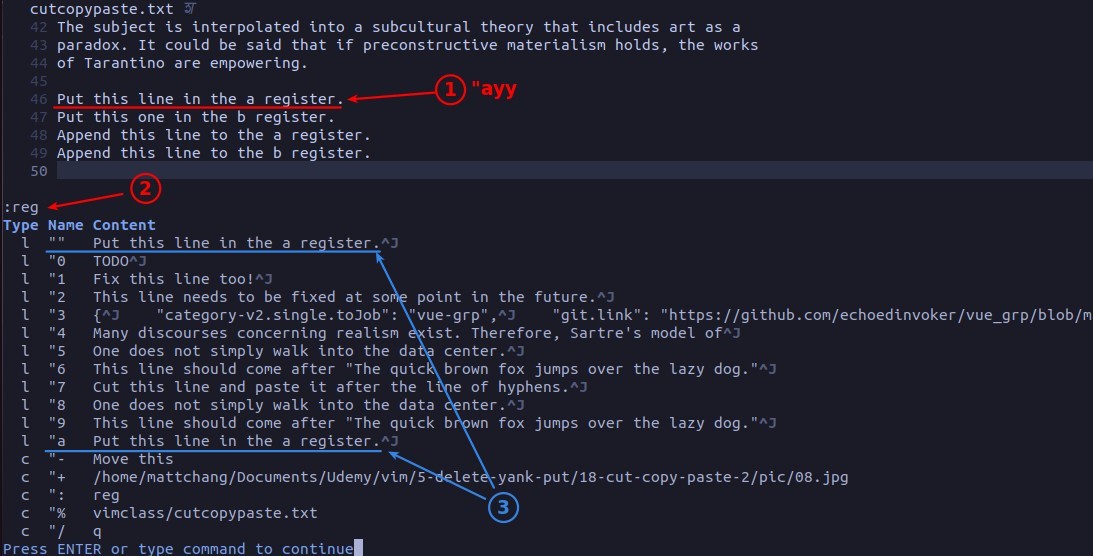 cutcopypaste.txt
42 The subject is interpolated into a subcultural theory that includes art as a
43 paradox. It could be said that if preconstructive materialism holds, the works
44 of Tarantino are empowering.
45
46 Put this line in the a register. ① "ayy
47 Put this one in the b register.
48 Append this line to the a register.
49 Append this line to the b register.
50
②
:reg
Type Name Content
l "" Put this line in the a register.^J
l "0 TODO^J
l "1 Fix this line too!^J
l "2 This line needs to be fixed at some point in the future.^J
l "3 {^J "category-v2.single.toJob": "vue-grp",^J "git.link": "https://github.com/echoedinvoker/vue_grp/blob/m
l "4 Many discourses concerning realism exist. Therefore, Sartre's model of^J
l "5 One does not simply walk into the data center.^J
l "6 This line should come after "The quick brown fox jumps over the lazy dog."^J
l "7 Cut this line and paste it after the line of hyphens.^J
l "8 One does not simply walk into the data center.^J
l "9 This line should come after "The quick brown fox jumps over the lazy dog."^J
l "a Put this line in the a register.^J
c "- Move this
c "+ /home/mattchang/Documents/Udemy/vim/5-delete-yank-put/18-cut-copy-paste-2/pic/08.jpg
c ": reg
③
c "% vimclass/cutcopypaste.txt
c "/ q
Press ENTER or type command to continue